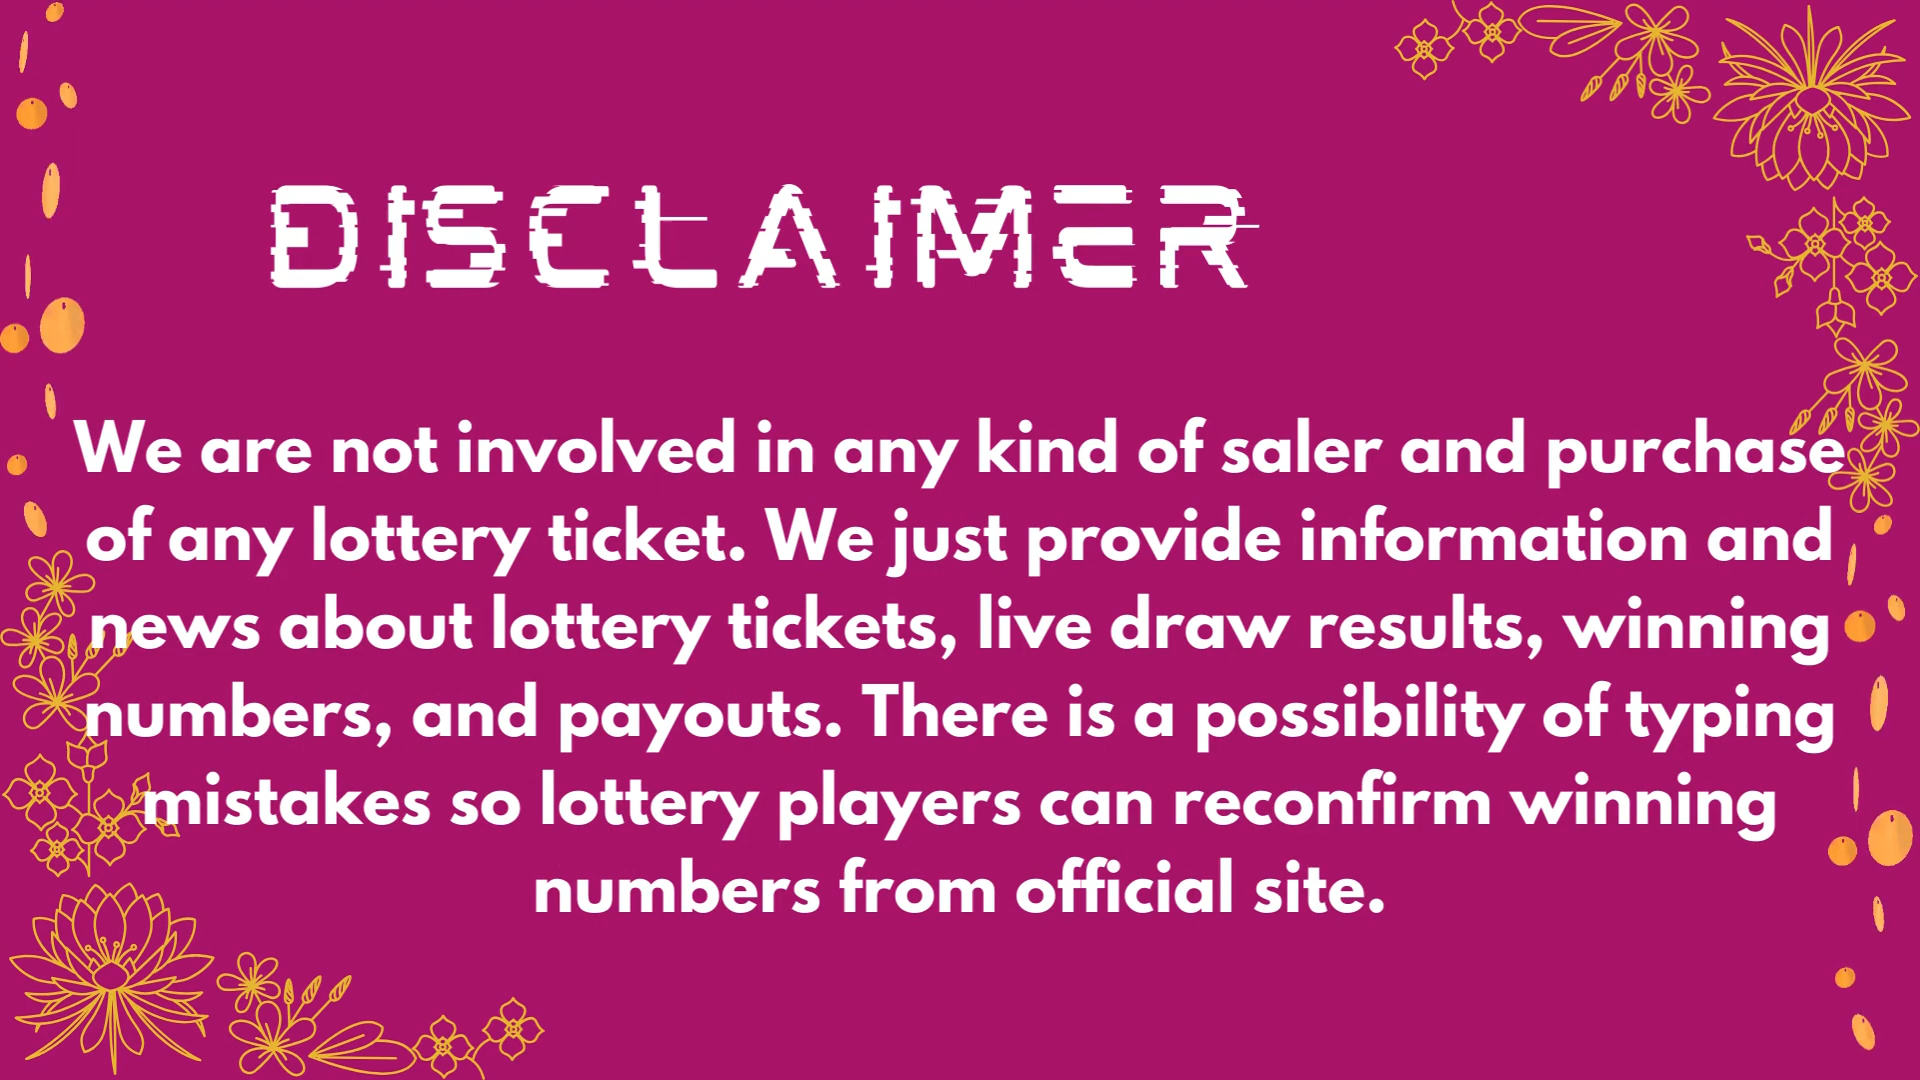 DISCLAIMER
We are not involved in any kind of saler and purchase
of any lottery ticket. We just provide information and
news about lottery tickets, live draw results, winning
numbers, and payouts. There is a possibility of typing
mistakes so lottery players can reconfirm winning
numbers from official site.